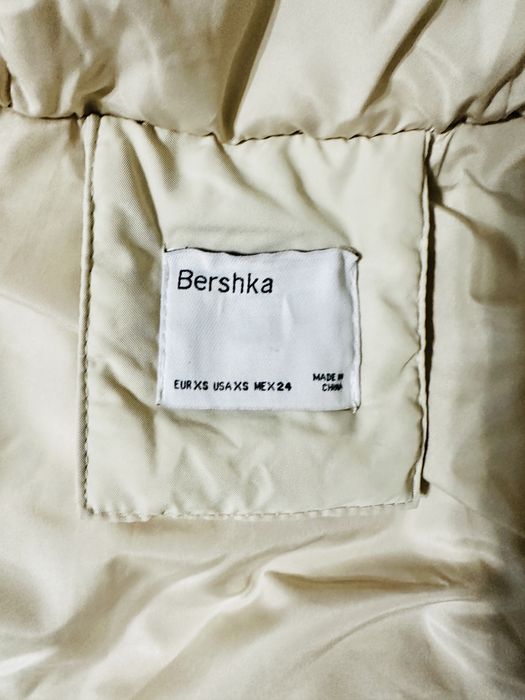 Bershka
EUR XS USA XS MEX 24
MADE IN
CHINA